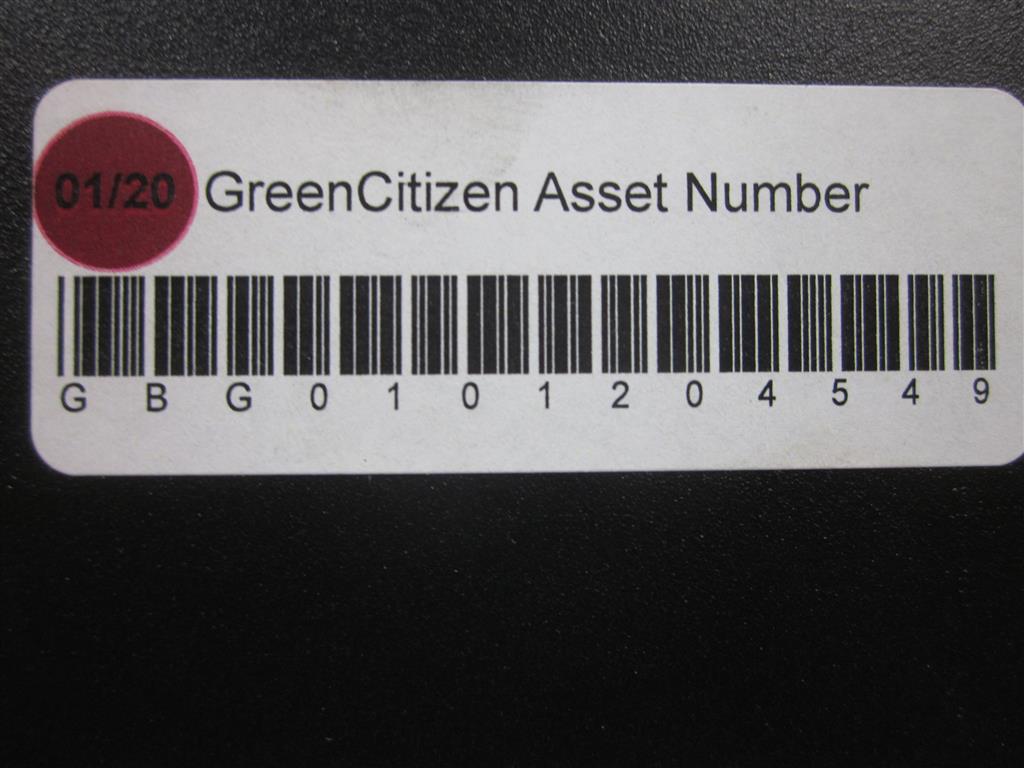 01/20 GreenCitizen Asset Number
G B G 0 1 0 1 2 0 4 5 4 9